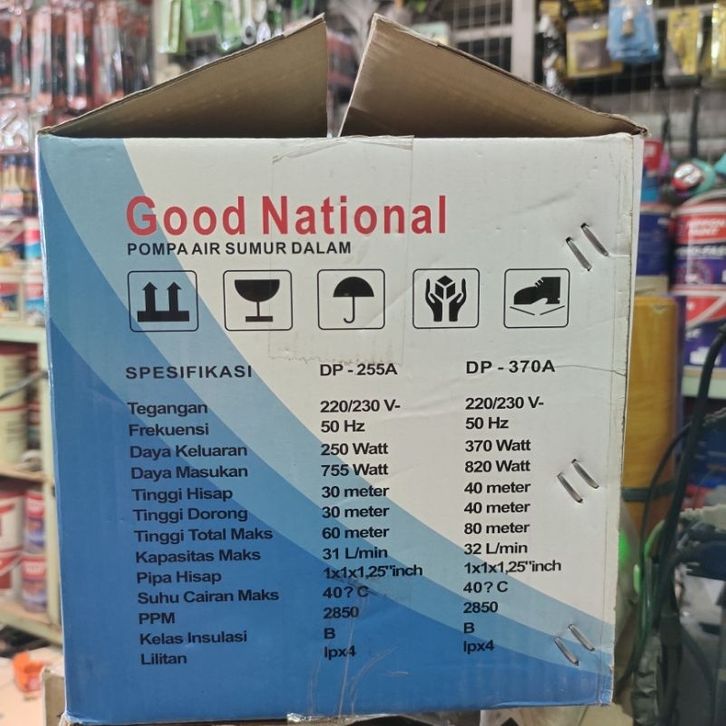 Good National
POMPA AIR SUMUR DALAM
SPESIFIKASI DP - 255A DP - 370A
Tegangan 220/230 V- 220/230 V-
Frekuensi 50 Hz 50 Hz
Daya Keluaran 250 Watt 370 Watt
Daya Masukan 755 Watt 820 Watt
Tinggi Hisap 30 meter 40 meter
Tinggi Dorong 30 meter 40 meter
Tinggi Total Maks 60 meter 80 meter
Kapasitas Maks 31 L/min 32 L/min
Pipa Hisap 1x1x1,25"inch 1x1x1,25"inch
Suhu Cairan Maks 40? C 40? C
PPM 2850 2850
Kelas Insulasi B B
Lilitan Ipx4 Ipx4